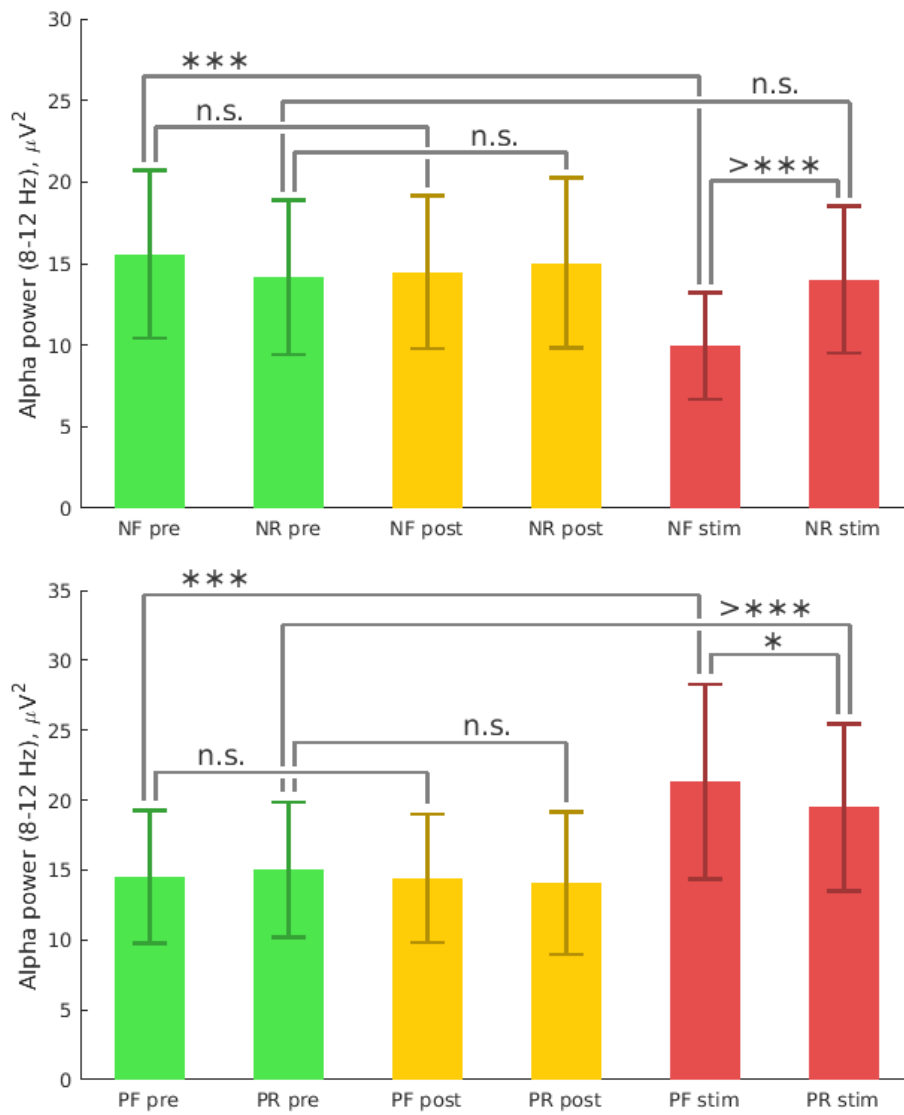 Alpha power (8-12 Hz), μV²
30
25
20
15
10
5
0
***
n.s.
n.s.
n.s.
>***
NF pre NR pre NF post NR post NF stim NR stim
Alpha power (8-12 Hz), μV²
35
30
25
20
15
10
5
0
***
>***
*
n.s.
n.s.
PF pre PR pre PF post PR post PF stim PR stim